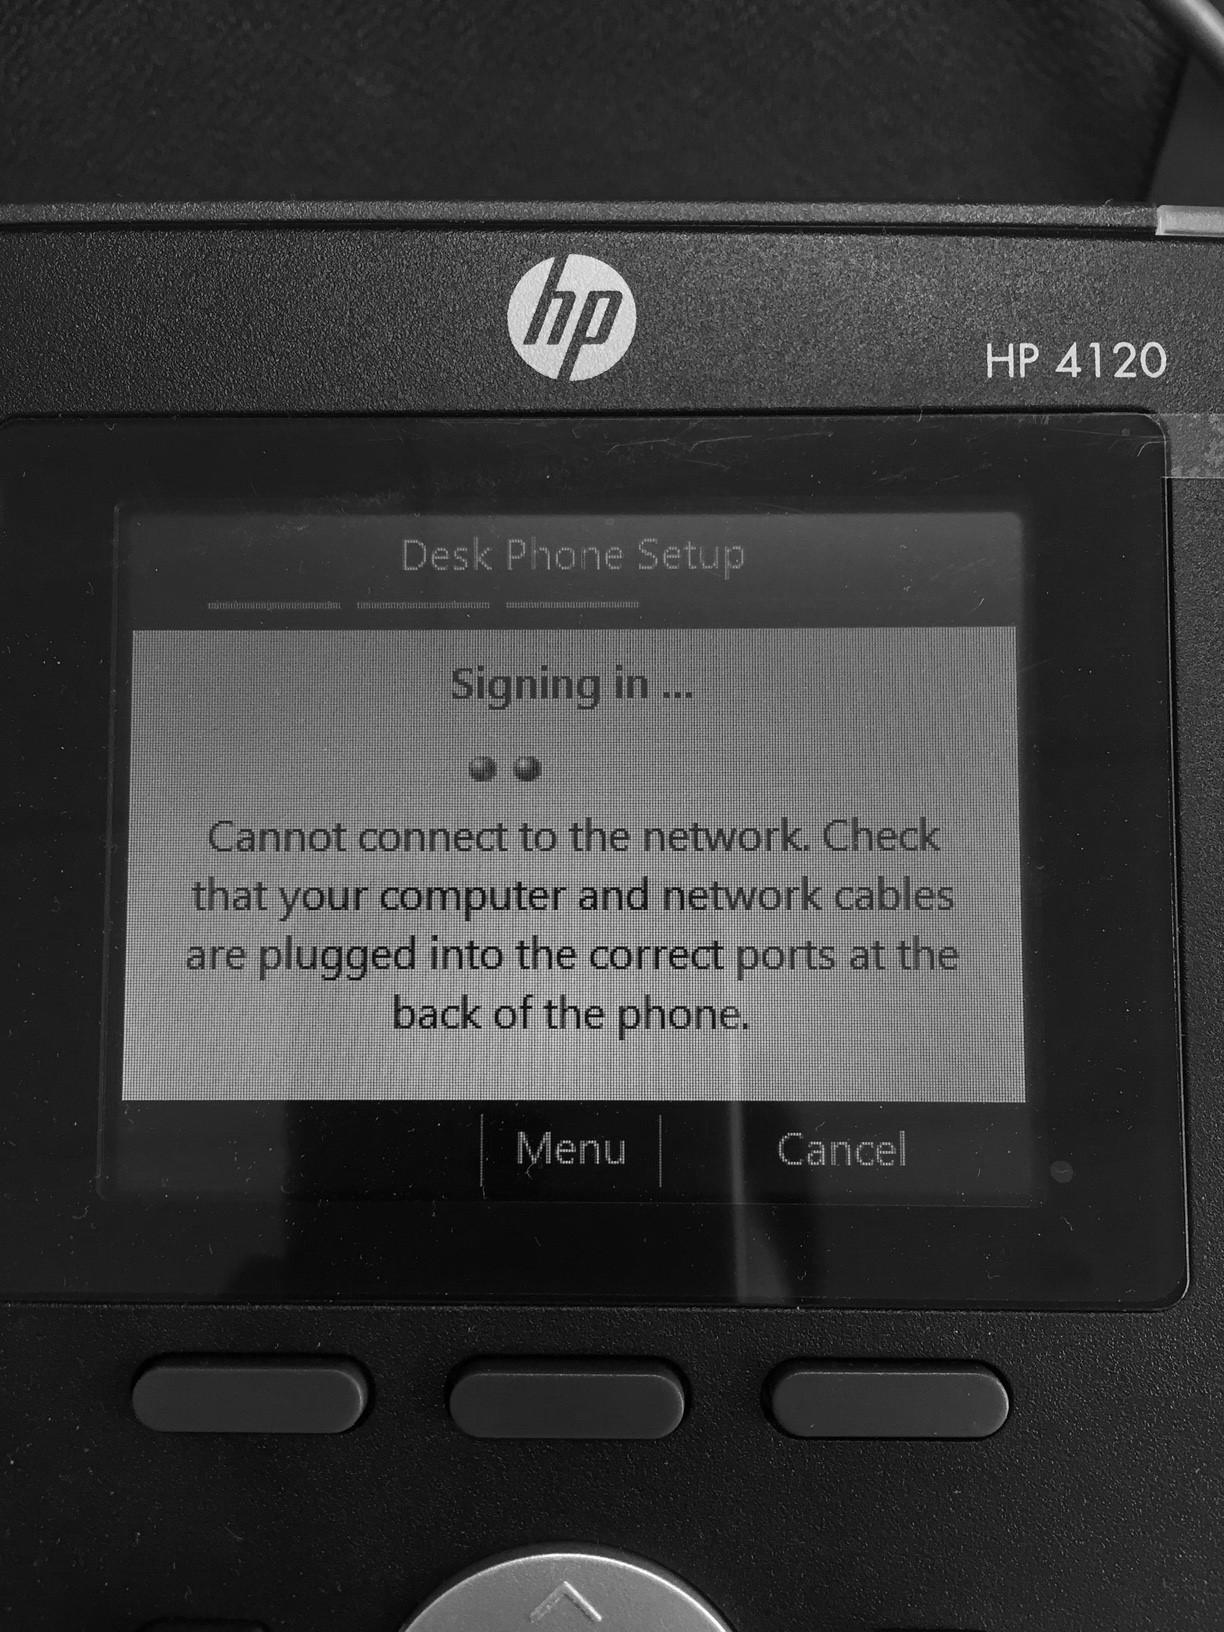 hp
HP 4120
Desk Phone Setup
Signing in ...
Cannot connect to the network. Check
that your computer and network cables
are plugged into the correct ports at the
back of the phone.
Menu
Cancel